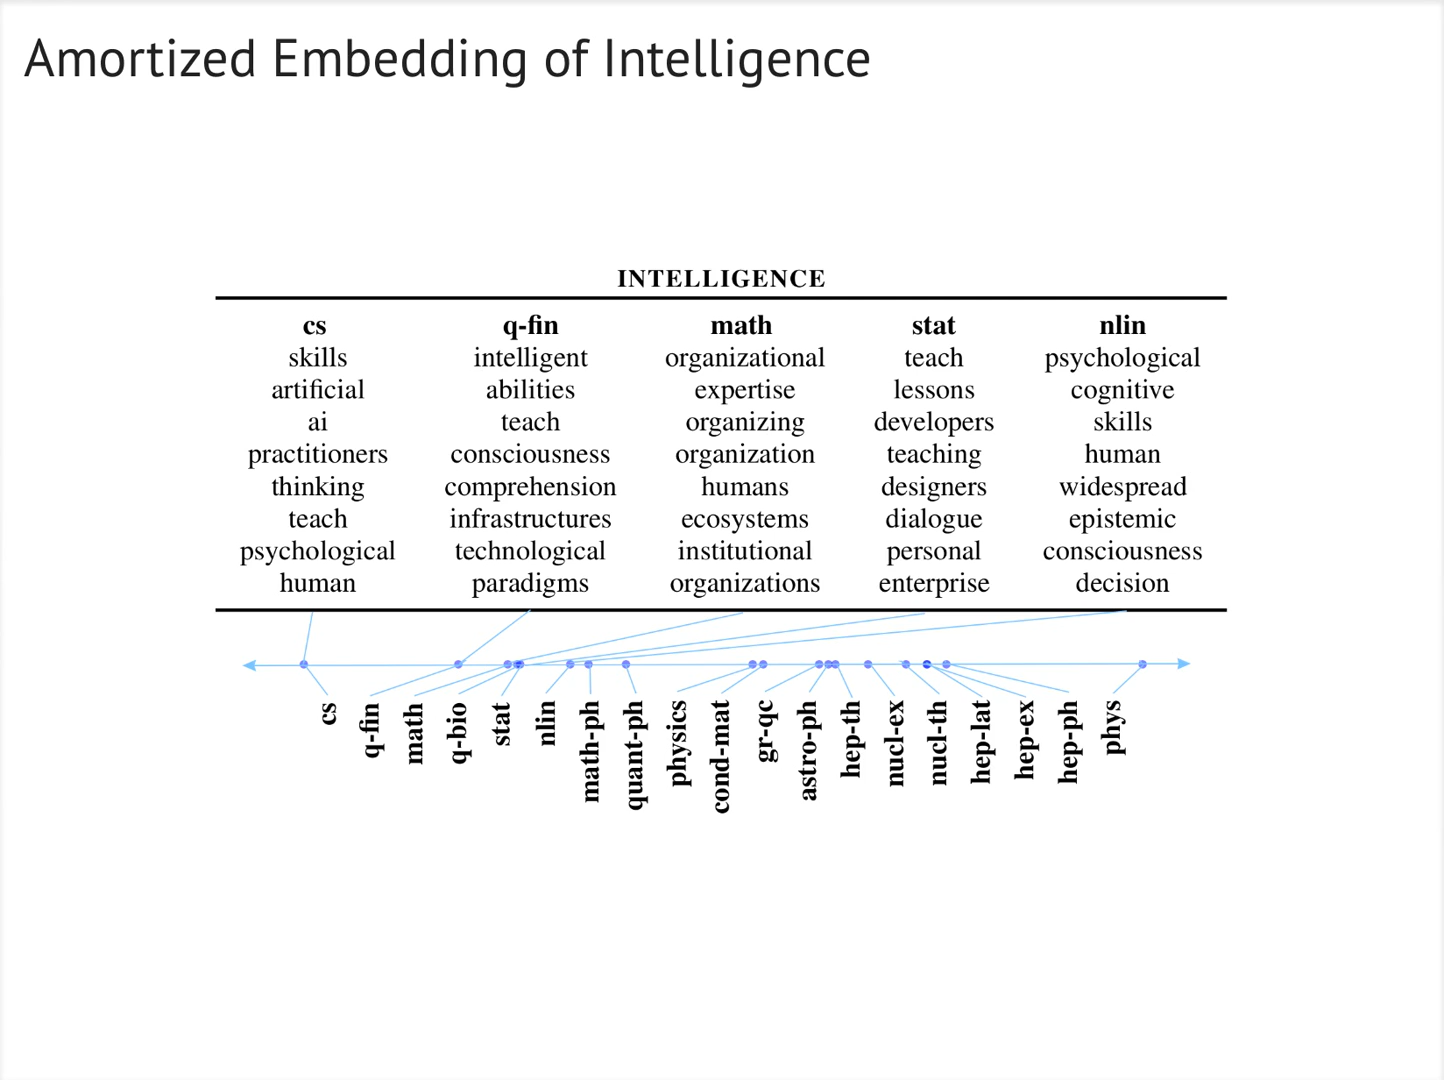 Amortized Embedding of Intelligence
INTELLIGENCE
cs q-fin math stat nlin
skills intelligent organizational teach psychological
artificial abilities expertise lessons cognitive
ai teach organizing developers skills
practitioners consciousness organization teaching human
thinking comprehension humans designers widespread
teach infrastructures ecosystems dialogue epistemic
psychological technological institutional personal consciousness
human paradigms organizations enterprise decision
cs
q-fin
math
q-bio
stat
nlin
math-ph
quant-ph
physics
cond-mat
gr-qc
astro-ph
hep-th
nucl-ex
nucl-th
hep-lat
hep-ex
hep-ph
phys